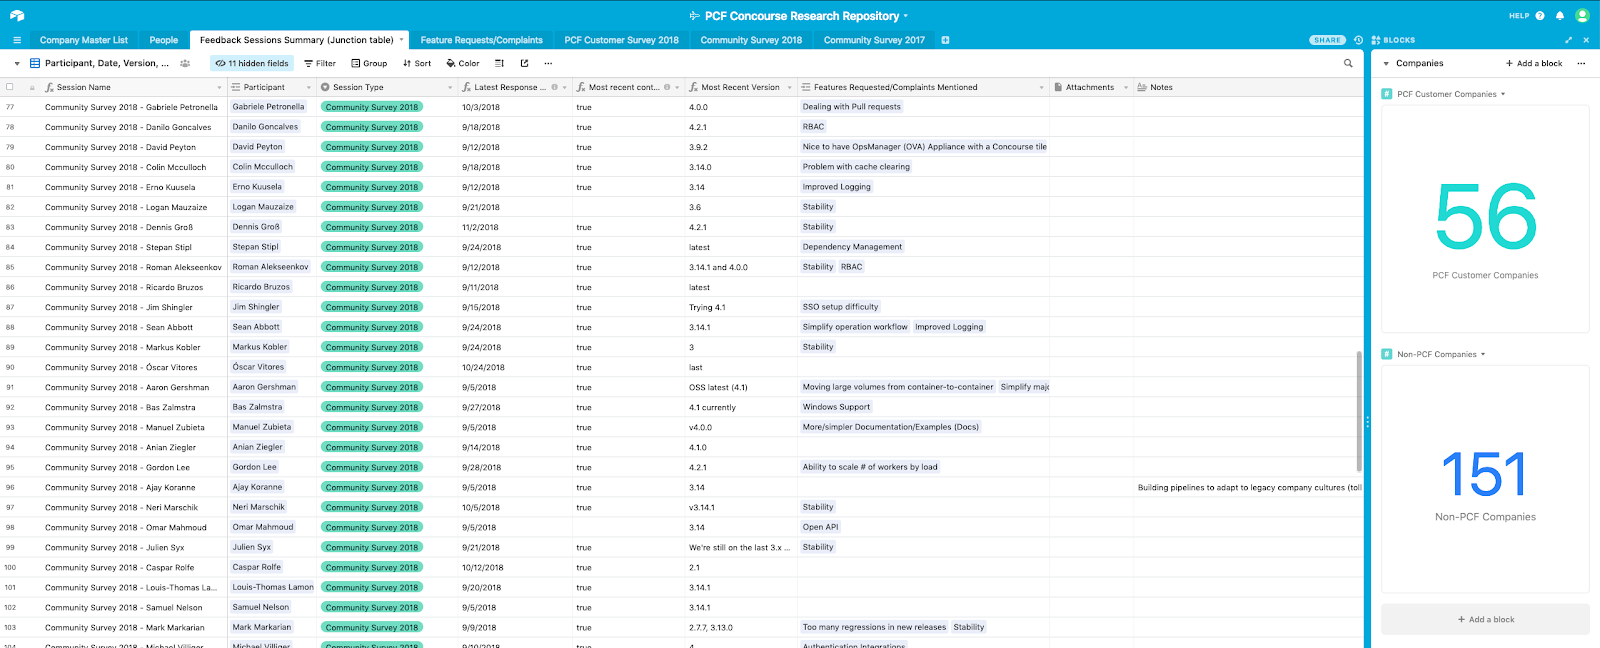 PCF Concourse Research Repository
HELP
Company Master List People Feedback Sessions Summary (Junction table) Feature Requests/Complaints PCF Customer Survey 2018 Community Survey 2018 Community Survey 2017 SHARE BLOCKS
Participant, Date, Version, ... 11 hidden fields Filter Group Sort Color ... Companies + Add a block ...
Session Name Participant Session Type Latest Response ... Most recent cont... Most Recent Version Features Requested/Complaints Mentioned Attachments Notes
77 Community Survey 2018 - Gabriele Petronella Gabriele Petronella Community Survey 2018 10/3/2018 true 4.0.0 Dealing with Pull requests
78 Community Survey 2018 - Danilo Goncalves Danilo Goncalves Community Survey 2018 9/18/2018 true 4.2.1 RBAC
79 Community Survey 2018 - David Peyton David Peyton Community Survey 2018 9/12/2018 true 3.9.2 Nice to have OpsManager (OVA) Appliance with a Concourse tile
80 Community Survey 2018 - Colin Mcculloch Colin Mcculloch Community Survey 2018 9/18/2018 true 3.14.0 Problem with cache clearing
81 Community Survey 2018 - Erno Kuusela Erno Kuusela Community Survey 2018 9/12/2018 true 3.14 Improved Logging
82 Community Survey 2018 - Logan Mauzaize Logan Mauzaize Community Survey 2018 9/21/2018 3.6 Stability
83 Community Survey 2018 - Dennis Groß Dennis Groß Community Survey 2018 11/2/2018 true 4.2.1 Stability
84 Community Survey 2018 - Stepan Stipl Stepan Stipl Community Survey 2018 9/24/2018 true latest Dependency Management
85 Community Survey 2018 - Roman Alekseenkov Roman Alekseenkov Community Survey 2018 9/12/2018 true 3.14.1 and 4.0.0 Stability RBAC
86 Community Survey 2018 - Ricardo Bruzos Ricardo Bruzos Community Survey 2018 9/11/2018 true latest
87 Community Survey 2018 - Jim Shingler Jim Shingler Community Survey 2018 9/15/2018 true Trying 4.1 SSO setup difficulty
88 Community Survey 2018 - Sean Abbott Sean Abbott Community Survey 2018 9/24/2018 true 3.14.1 Simplify operation workflow Improved Logging
89 Community Survey 2018 - Markus Kobler Markus Kobler Community Survey 2018 9/24/2018 true 3 Stability
90 Community Survey 2018 - Óscar Vítores Óscar Vítores Community Survey 2018 10/24/2018 true last
91 Community Survey 2018 - Aaron Gershman Aaron Gershman Community Survey 2018 9/5/2018 true OSS latest (4.1) Moving large volumes from container-to-container Simplify majo
92 Community Survey 2018 - Bas Zalmstra Bas Zalmstra Community Survey 2018 9/27/2018 true 4.1 currently Windows Support
93 Community Survey 2018 - Manuel Zubieta Manuel Zubieta Community Survey 2018 9/5/2018 true v4.0.0 More/simpler Documentation/Examples (Docs)
94 Community Survey 2018 - Anian Ziegler Anian Ziegler Community Survey 2018 9/14/2018 true 4.1.0
95 Community Survey 2018 - Gordon Lee Gordon Lee Community Survey 2018 9/28/2018 true 4.2.1 Ability to scale # of workers by load
96 Community Survey 2018 - Ajay Koranne Ajay Koranne Community Survey 2018 9/5/2018 true 3.14 Building pipelines to adapt to legacy company cultures (toll
97 Community Survey 2018 - Neri Marschik Neri Marschik Community Survey 2018 10/5/2018 true v3.14.1 Stability
98 Community Survey 2018 - Omar Mahmoud Omar Mahmoud Community Survey 2018 9/5/2018 3.14 Open API
99 Community Survey 2018 - Julien Syx Julien Syx Community Survey 2018 9/21/2018 true We're still on the last 3.x ... Stability
100 Community Survey 2018 - Caspar Rolfe Caspar Rolfe Community Survey 2018 10/12/2018 true 2.1
101 Community Survey 2018 - Louis-Thomas La... Louis-Thomas Lamon Community Survey 2018 9/20/2018 true 3.14.1
102 Community Survey 2018 - Samuel Nelson Samuel Nelson Community Survey 2018 9/5/2018 true 3.14.1
103 Community Survey 2018 - Mark Markarian Mark Markarian Community Survey 2018 9/9/2018 true 2.7.7, 3.13.0 Too many regressions in new releases Stability
104 Community Survey 2018 - Michael Villiger Michael Villiger Community Survey 2018 9/10/2018 true 4 Authentication Integrations
PCF Customer Companies
56
PCF Customer Companies
Non-PCF Companies
151
Non-PCF Companies
+ Add a block